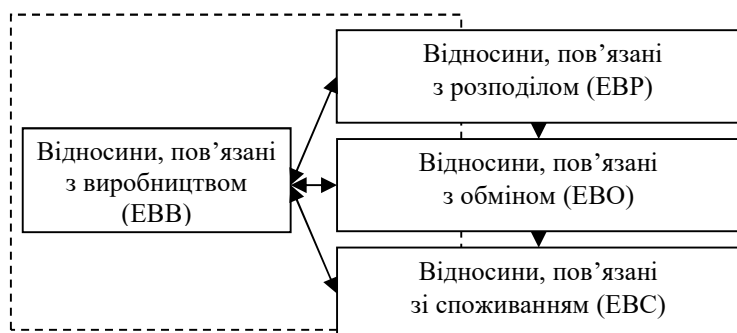 Відносини, пов’язані
з розподілом (ЕВР)
Відносини, пов’язані
з виробництвом
(ЕВВ)
Відносини, пов’язані
з обміном (ЕВО)
Відносини, пов’язані
зі споживанням (ЕВС)